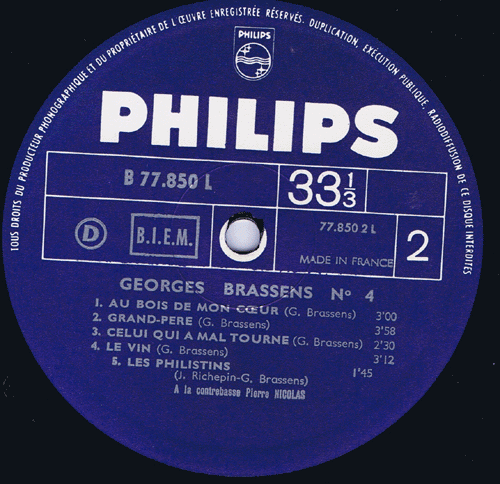 TOUS DROITS DU PRODUCTEUR PHONOGRAPHIQUE ET DU PROPRIÉTAIRE DE L'ŒUVRE ENREGISTRÉE RÉSERVÉS. DUPLICATION, EXÉCUTION PUBLIQUE, RADIODIFFUSION DE CE DISQUE INTERDITES
PHILIPS
PHILIPS
B 77.850 L
33 1/3
D
B.I.E.M.
77.850 2 L
MADE IN FRANCE
2
GEORGES BRASSENS Nº 4
1. AU BOIS DE MON CŒUR (G. Brassens) 3'00
2. GRAND-PERE (G. Brassens) 3'58
3. CELUI QUI A MAL TOURNE (G. Brassens) 2'30
4. LE VIN (G. Brassens) 3'12
5. LES PHILISTINS 1'45
(J. Richepin-G. Brassens)
A la contrebasse Pierre NICOLAS